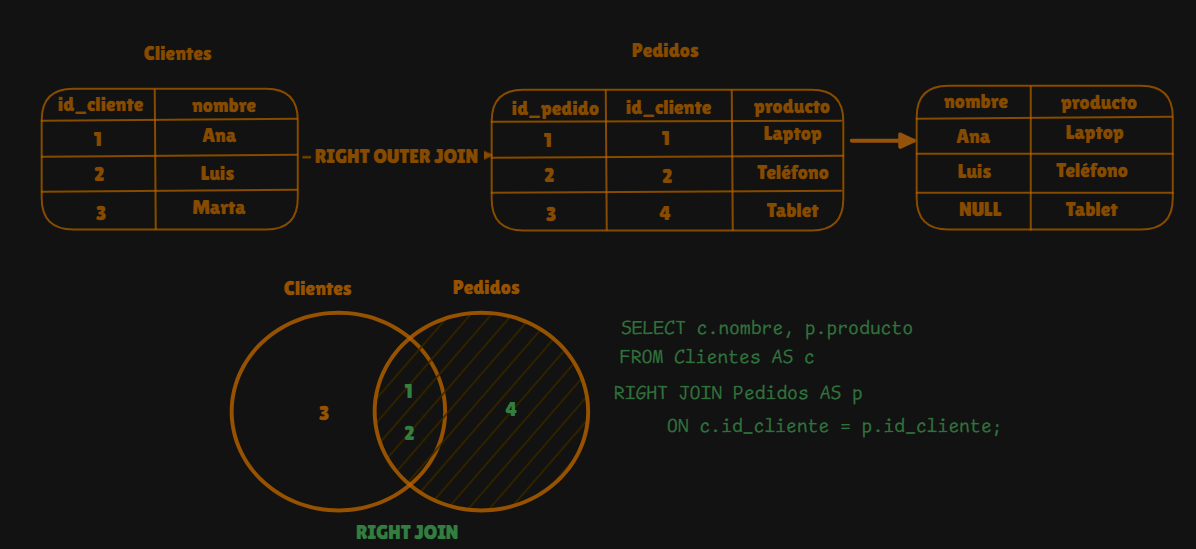 Clientes
Pedidos
id_cliente nombre
1 Ana
2 Luis
3 Marta
RIGHT OUTER JOIN
id_pedido id_cliente producto
1 1 Laptop
2 2 Teléfono
3 4 Tablet
nombre producto
Ana Laptop
Luis Teléfono
NULL Tablet
Clientes
Pedidos
3
1
2
4
RIGHT JOIN
SELECT c.nombre, p.producto
FROM Clientes AS c
RIGHT JOIN Pedidos AS p
ON c.id_cliente = p.id_cliente;